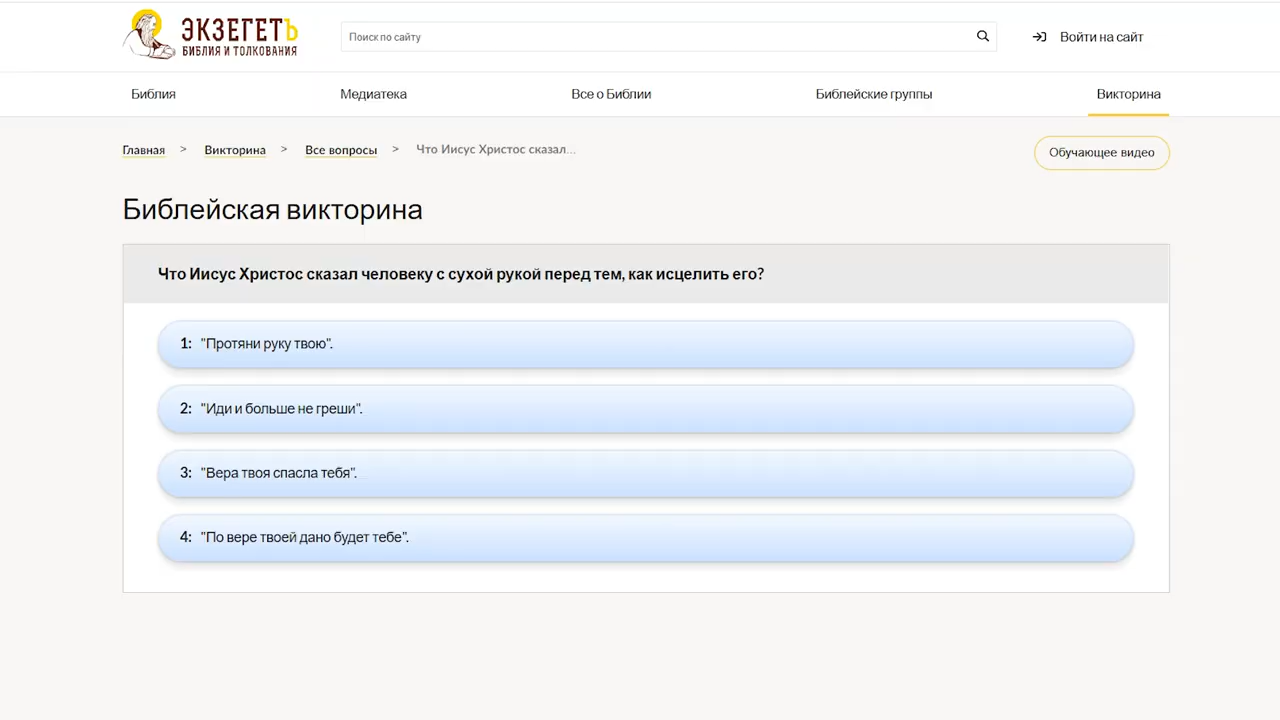 ЭКЗЕГЕТЪ
БИБЛИЯ И ТОЛКОВАНИЯ
Поиск по сайту
Войти на сайт
Библия Медиатека Все о Библии Библейские группы Викторина
Главная > Викторина > Все вопросы > Что Иисус Христос сказал...
Обучающее видео
Библейская викторина
Что Иисус Христос сказал человеку с сухой рукой перед тем, как исцелить его?
1: "Протяни руку твою".
2: "Иди и больше не греши".
3: "Вера твоя спасла тебя".
4: "По вере твоей дано будет тебе".